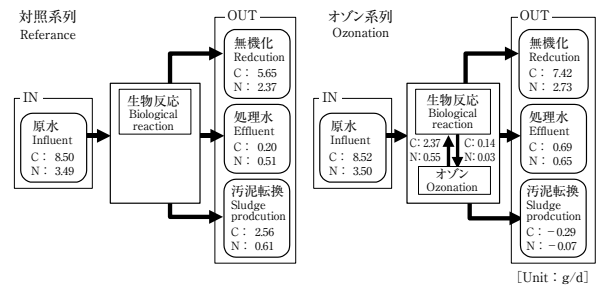 対照系列
Referance
IN
原水
Influent
C： 8.50
N： 3.49
生物反応
Biological
reaction
OUT
無機化
Redcution
C： 5.65
N： 2.37
処理水
Effluent
C： 0.20
N： 0.51
汚泥転換
Sludge
prodcution
C： 2.56
N： 0.61
オゾン系列
Ozonation
IN
原水
Influent
C： 8.52
N： 3.50
生物反応
Biological
reaction
C: 2.37 C: 0.14
N: 0.55 N: 0.03
オゾン
Ozonation
OUT
無機化
Redcution
C： 7.42
N： 2.73
処理水
Effluent
C： 0.69
N： 0.65
汚泥転換
Sludge
prodcution
C：－0.29
N：－0.07
[Unit：g/d]